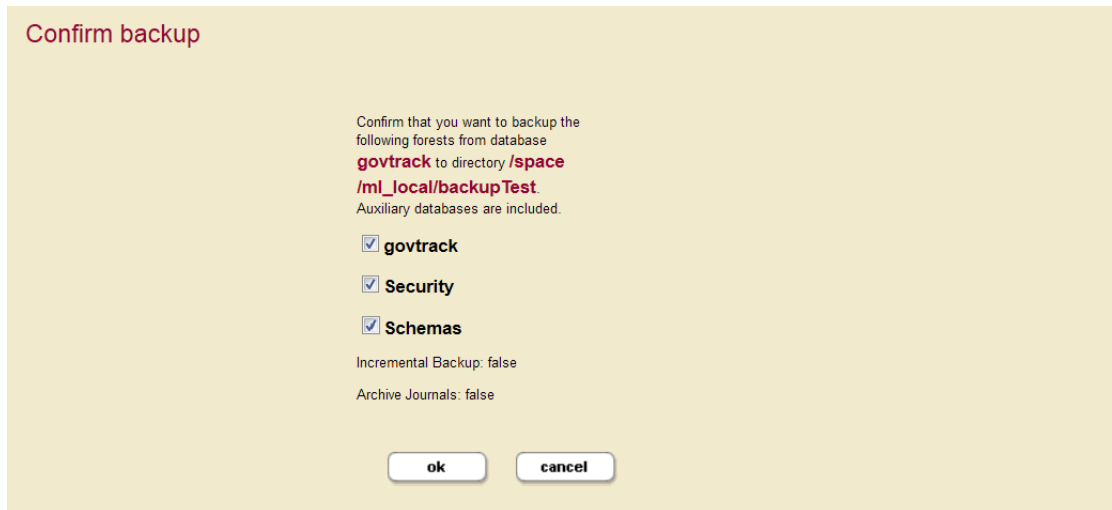 Confirm backup
Confirm that you want to backup the
following forests from database
govtrack to directory /space
/ml_local/backupTest.
Auxiliary databases are included.
govtrack
Security
Schemas
Incremental Backup: false
Archive Journals: false
ok cancel